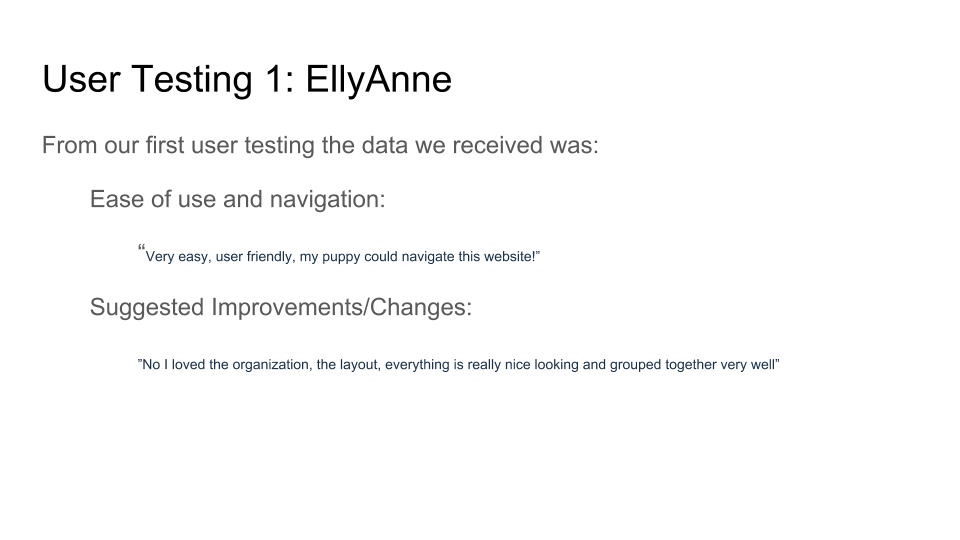 User Testing 1: EllyAnne
From our first user testing the data we received was:
Ease of use and navigation:
“Very easy, user friendly, my puppy could navigate this website!”
Suggested Improvements/Changes:
”No I loved the organization, the layout, everything is really nice looking and grouped together very well”